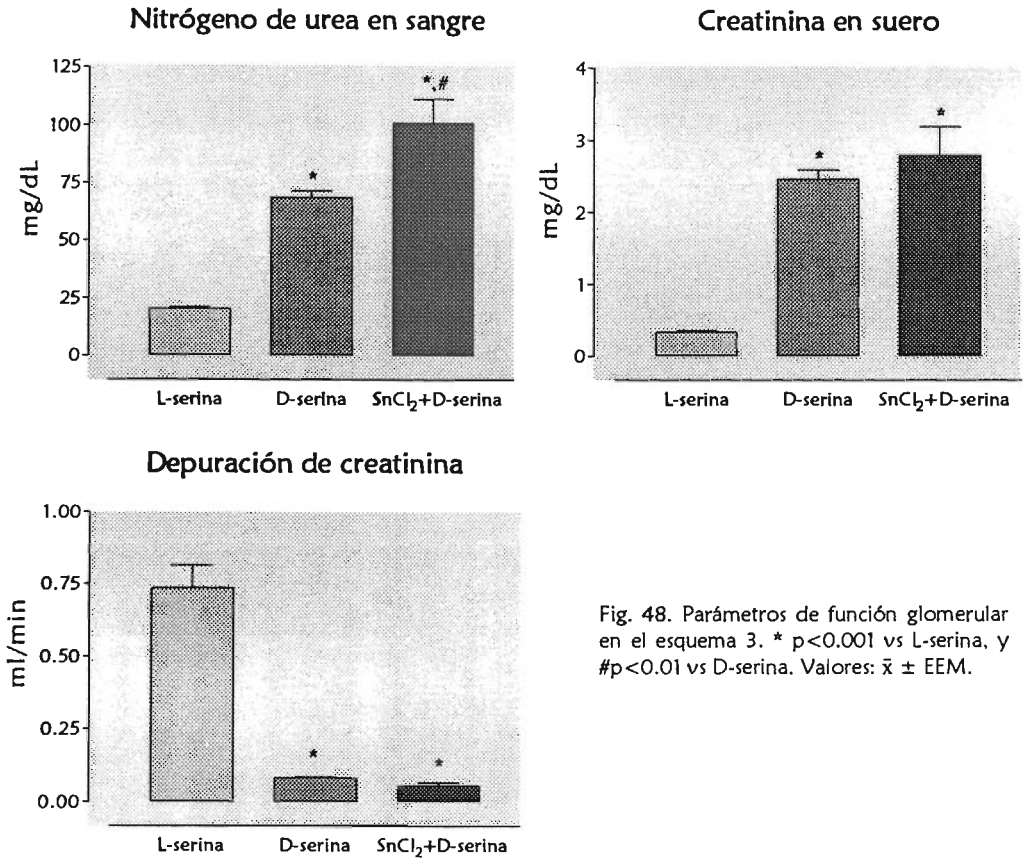 Nitrógeno de urea en sangre
mg/dL
125
100
75
50
25
0
*
*,#
L-serina
D-serina
SnCl₂+D-serina
Creatinina en suero
mg/dL
4
3
2
1
0
*
*
L-serina
D-serina
SnCl₂+D-serina
Depuración de creatinina
ml/min
1.00
0.75
0.50
0.25
0.00
*
*
L-serina
D-serina
SnCl₂+D-serina
Fig. 48. Parámetros de función glomerular
en el esquema 3. * p<0.001 vs L-serina, y
#p<0.01 vs D-serina. Valores: x̄ ± EEM.